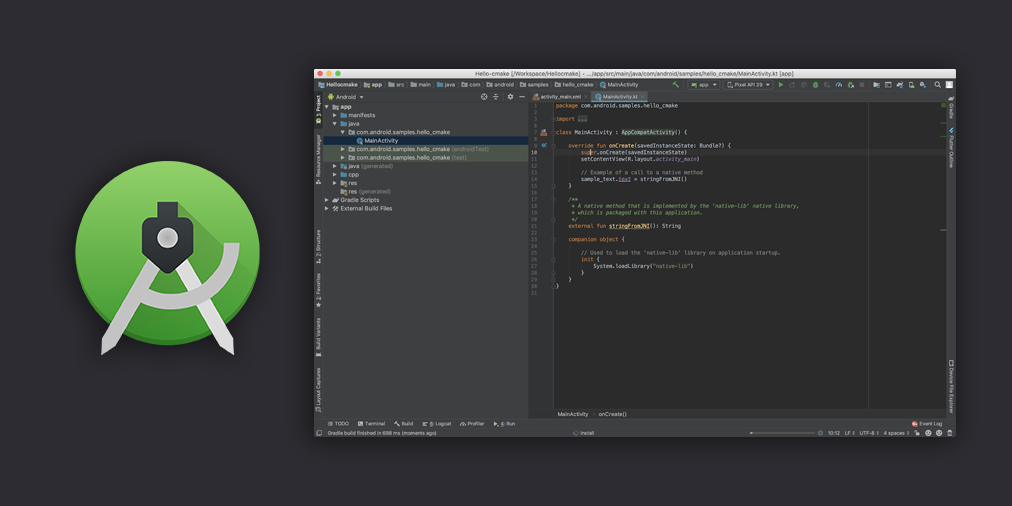 Hello-cmake [/Workspace/Hellocmake] - .../app/src/main/java/com/android/samples/hello_cmake/MainActivity.kt [app]
Hellocmake app src main java com android samples hello_cmake MainActivity app Pixel API 29
Android activity_main.xml MainActivity.kt
Project
Resource Manager
Z: Structure
2: Favorites
Build Variants
Layout Captures
app
manifests
java
com.android.samples.hello_cmake
MainActivity
com.android.samples.hello_cmake (androidTest)
com.android.samples.hello_cmake (test)
java (generated)
cpp
res
res (generated)
Gradle Scripts
External Build Files
1 package com.android.samples.hello_cmake
2
3 import ...
6
7 class MainActivity : AppCompatActivity() {
8
9 override fun onCreate(savedInstanceState: Bundle?) {
10 super.onCreate(savedInstanceState)
11 setContentView(R.layout.activity_main)
12
13 // Example of a call to a native method
14 sample_text.text = stringFromJNI()
15 }
16
17 /**
18 * A native method that is implemented by the 'native-lib' native library,
19 * which is packaged with this application.
20 */
21 external fun stringFromJNI(): String
22
23 companion object {
24
25 // Used to load the 'native-lib' library on application startup.
26 init {
27 System.loadLibrary("native-lib")
28 }
29 }
30 }
31
Gradle
Flutter Outline
Device File Explorer
MainActivity onCreate()
TODO Terminal Build 6: Logcat Profiler 4: Run Event Log
Gradle build finished in 698 ms (moments ago) Install 10:12 LF UTF-8 4 spaces